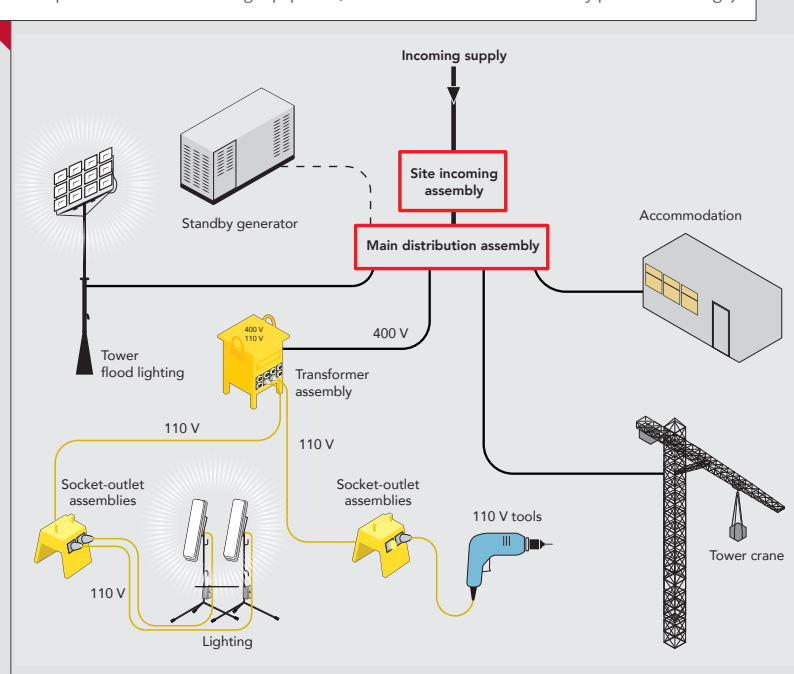 Incoming supply
Site incoming
assembly
Standby generator
Main distribution assembly
Accommodation
400 V
110 V
400 V
Tower
flood lighting
Transformer
assembly
110 V
110 V
Socket-outlet
assemblies
Socket-outlet
assemblies
110 V tools
Tower crane
110 V
Lighting